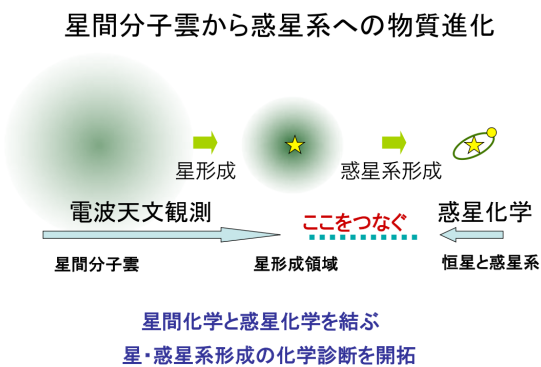 星間分子雲から惑星系への物質進化
星形成
惑星系形成
電波天文観測
ここをつなぐ
惑星化学
星間分子雲
星形成領域
恒星と惑星系
星間化学と惑星化学を結ぶ
星・惑星系形成の化学診断を開拓